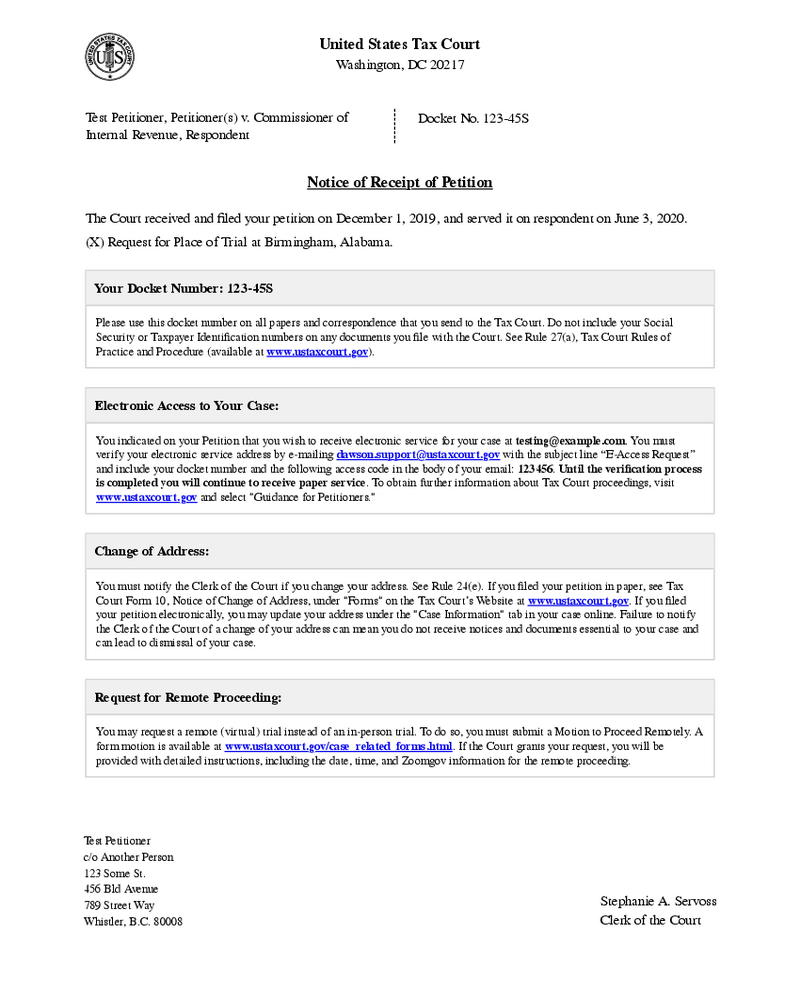 UNITED STATES TAX COURT
US
United States Tax Court
Washington, DC 20217
Test Petitioner, Petitioner(s) v. Commissioner of
Internal Revenue, Respondent
Docket No. 123-45S
Notice of Receipt of Petition
The Court received and filed your petition on December 1, 2019, and served it on respondent on June 3, 2020.
(X) Request for Place of Trial at Birmingham, Alabama.
Your Docket Number: 123-45S
Please use this docket number on all papers and correspondence that you send to the Tax Court. Do not include your Social
Security or Taxpayer Identification numbers on any documents you file with the Court. See Rule 27(a), Tax Court Rules of
Practice and Procedure (available at www.ustaxcourt.gov).
Electronic Access to Your Case:
You indicated on your Petition that you wish to receive electronic service for your case at testing@example.com. You must
verify your electronic service address by e-mailing dawson.support@ustaxcourt.gov with the subject line “E-Access Request”
and include your docket number and the following access code in the body of your email: 123456. Until the verification process
is completed you will continue to receive paper service. To obtain further information about Tax Court proceedings, visit
www.ustaxcourt.gov and select "Guidance for Petitioners."
Change of Address:
You must notify the Clerk of the Court if you change your address. See Rule 24(e). If you filed your petition in paper, see Tax
Court Form 10, Notice of Change of Address, under "Forms" on the Tax Court's Website at www.ustaxcourt.gov. If you filed
your petition electronically, you may update your address under the "Case Information" tab in your case online. Failure to notify
the Clerk of the Court of a change of your address can mean you do not receive notices and documents essential to your case and
can lead to dismissal of your case.
Request for Remote Proceeding:
You may request a remote (virtual) trial instead of an in-person trial. To do so, you must submit a Motion to Proceed Remotely. A
form motion is available at www.ustaxcourt.gov/case_related_forms.html. If the Court grants your request, you will be
provided with detailed instructions, including the date, time, and Zoomgov information for the remote proceeding.
Test Petitioner
c/o Another Person
123 Some St.
456 Bld Avenue
789 Street Way
Whistler, B.C. 80008
Stephanie A. Servoss
Clerk of the Court